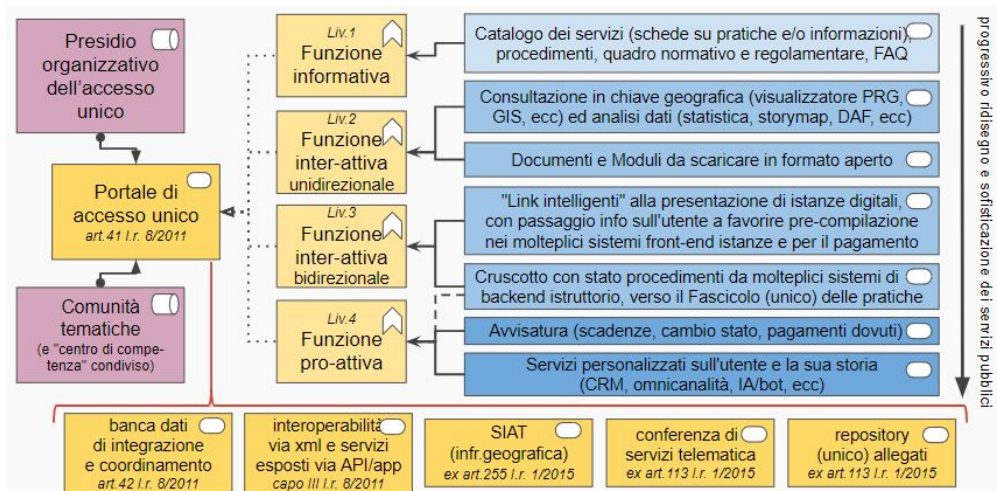 Presidio
organizzativo
dell'accesso
unico
Portale di
accesso unico
art.41 l.r. 8/2011
Comunità
tematiche
(e "centro di compe-
tenza" condiviso)
Liv.1
Funzione
informativa
Liv.2
Funzione
inter-attiva
unidirezionale
Liv.3
Funzione
inter-attiva
bidirezionale
Liv.4
Funzione
pro-attiva
Catalogo dei servizi (schede su pratiche e/o informazioni),
procedimenti, quadro normativo e regolamentare, FAQ
Consultazione in chiave geografica (visualizzatore PRG,
GIS, ecc) ed analisi dati (statistica, storymap, DAF, ecc)
Documenti e Moduli da scaricare in formato aperto
"Link intelligenti" alla presentazione di istanze digitali,
con passaggio info sull'utente a favorire pre-compilazione
nei molteplici sistemi front-end istanze e per il pagamento
Cruscotto con stato procedimenti da molteplici sistemi di
backend istruttorio, verso il Fascicolo (unico) delle pratiche
Avvisatura (scadenze, cambio stato, pagamenti dovuti)
Servizi personalizzati sull'utente e la sua storia
(CRM, omnicanalità, IA/bot, ecc)
progressivo ridisegno e sofisticazione dei servizi pubblici
banca dati
di integrazione
e coordinamento
art.42 l.r. 8/2011
interoperabilità
via xml e servizi
esposti via API/app
capo III l.r. 8/2011
SIAT
(infr.geografica)
ex art.255 l.r. 1/2015
conferenza di
servizi telematica
ex art.113 l.r. 1/2015
repository
(unico) allegati
ex art.113 l.r. 1/2015